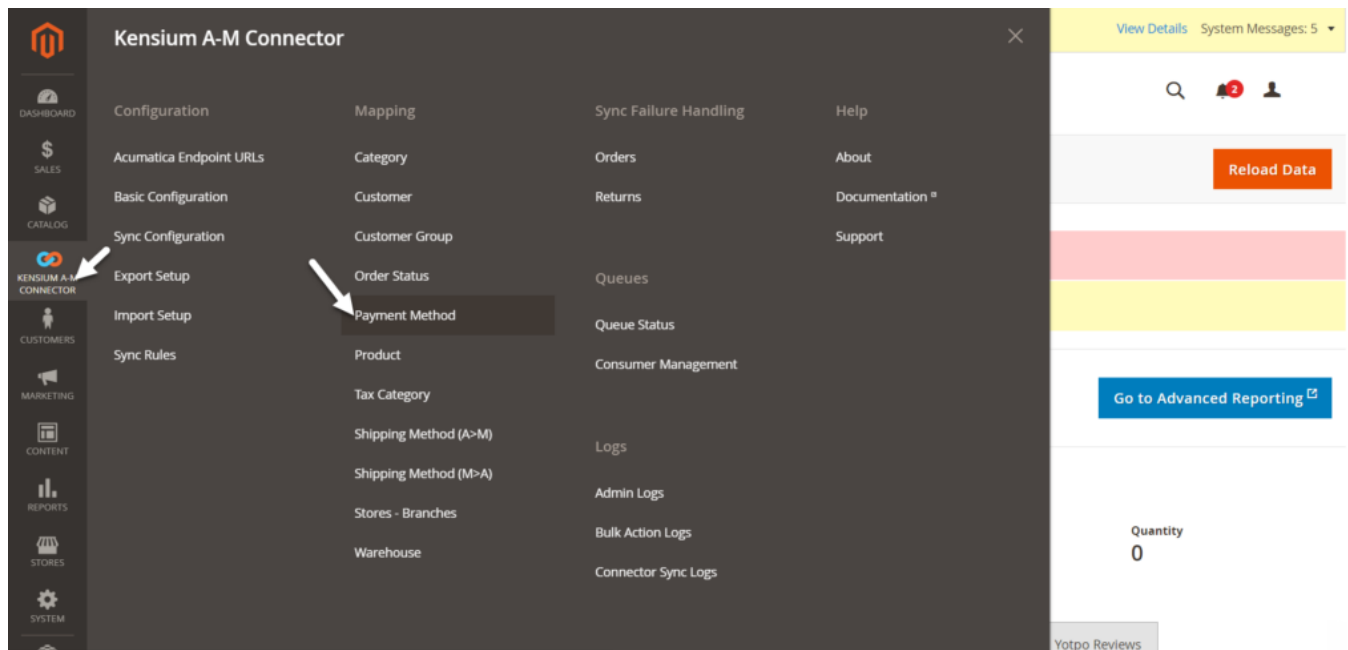 Kensium A-M Connector
View Details System Messages: 5
2
DASHBOARD
SALES
CATALOG
KENSIUM A-M
CONNECTOR
CUSTOMERS
MARKETING
CONTENT
REPORTS
STORES
SYSTEM
Configuration
Acumatica Endpoint URLs
Basic Configuration
Sync Configuration
Export Setup
Import Setup
Sync Rules
Mapping
Category
Customer
Customer Group
Order Status
Payment Method
Product
Tax Category
Shipping Method (A>M)
Shipping Method (M>A)
Stores - Branches
Warehouse
Sync Failure Handling
Orders
Returns
Queues
Queue Status
Consumer Management
Logs
Admin Logs
Bulk Action Logs
Connector Sync Logs
Help
About
Documentation
Support
Reload Data
Go to Advanced Reporting
Quantity
0
Yotpo Reviews